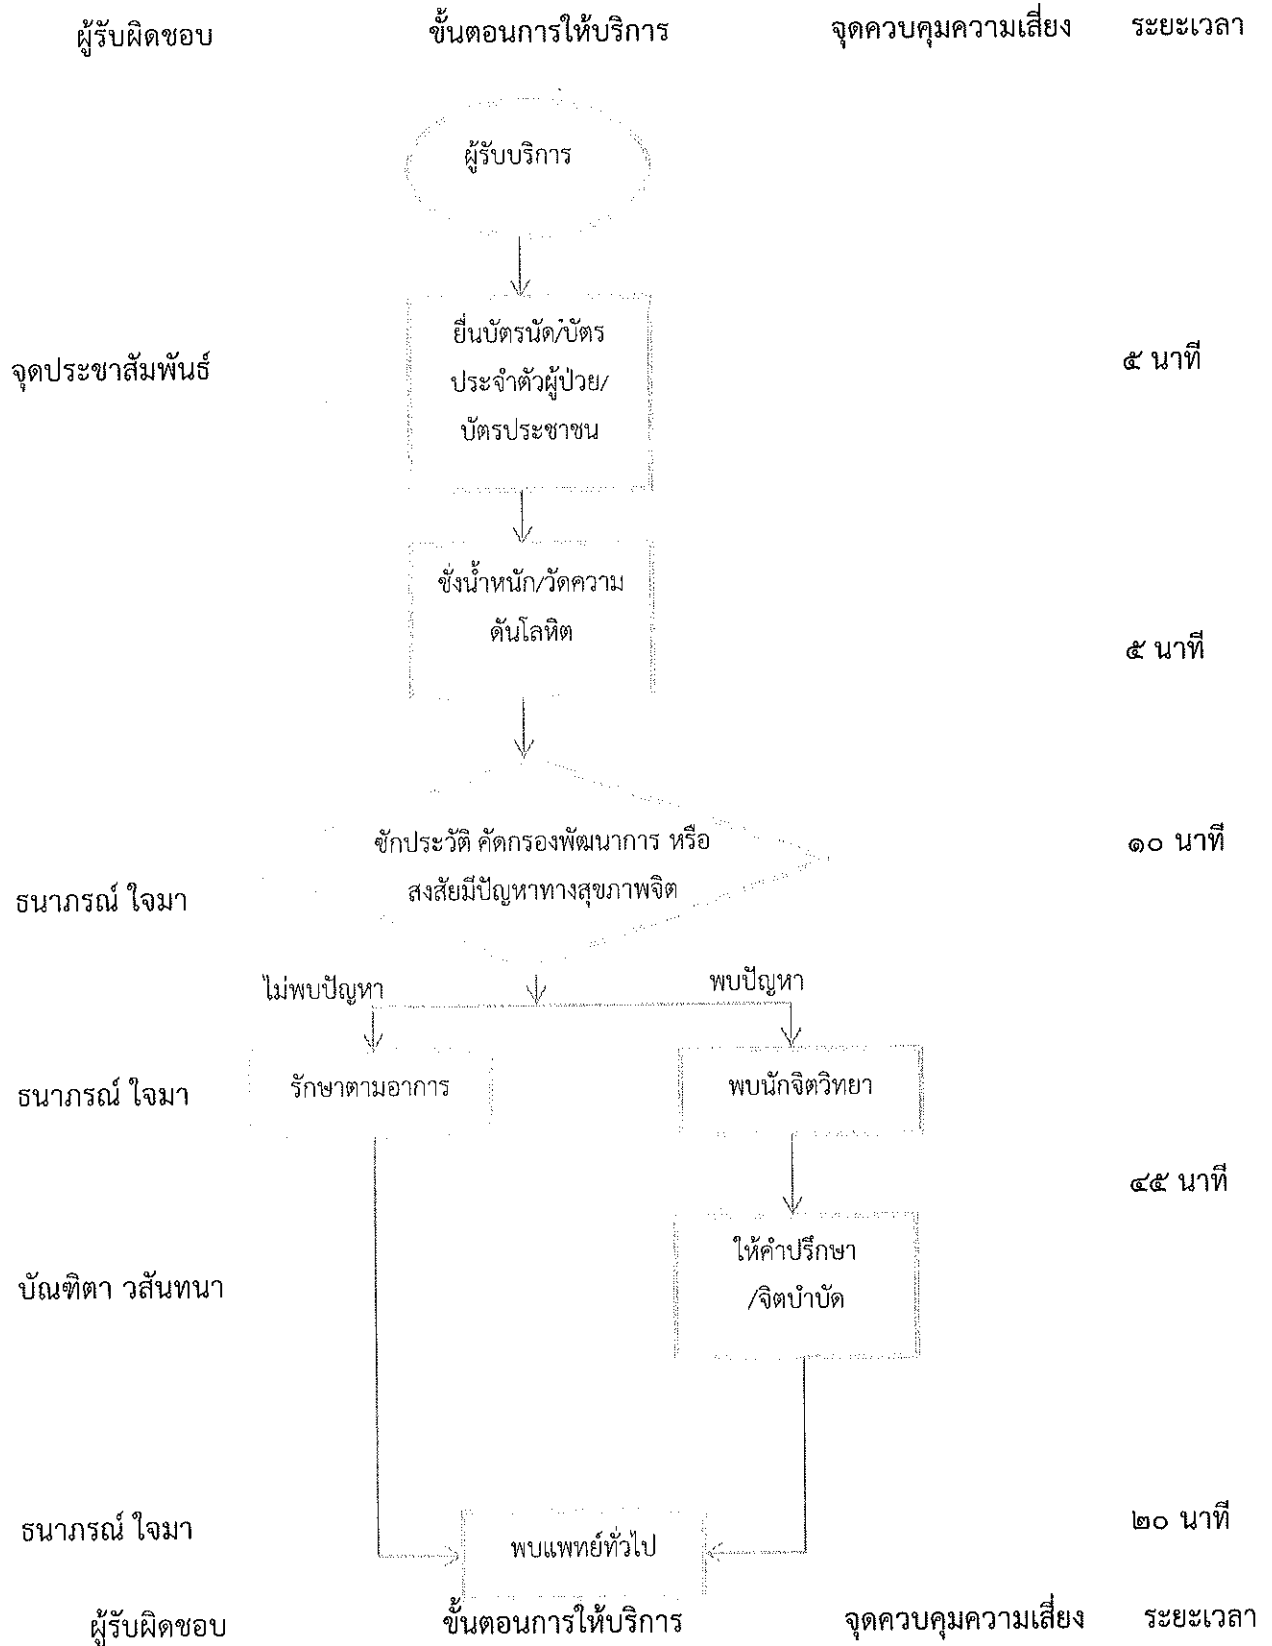 ผู้รับผิดชอบ ขั้นตอนการให้บริการ จุดควบคุมความเสี่ยง ระยะเวลา
ผู้รับบริการ
จุดประชาสัมพันธ์
ยื่นบัตรนัด/บัตร
ประจำตัวผู้ป่วย/
บัตรประชาชน
๕ นาที
ชั่งน้ำหนัก/วัดความ
ดันโลหิต
๕ นาที
ซักประวัติ คัดกรองพัฒนาการ หรือ
สงสัยมีปัญหาทางสุขภาพจิต
๑๐ นาที
ธนาภรณ์ ใจมา
ไม่พบปัญหา พบปัญหา
ธนาภรณ์ ใจมา รักษาตามอาการ พบนักจิตวิทยา
๔๕ นาที
บัณฑิตา วสันทนา
ให้คำปรึกษา
/จิตบำบัด
ธนาภรณ์ ใจมา พบแพทย์ทั่วไป ๒๐ นาที
ผู้รับผิดชอบ ขั้นตอนการให้บริการ จุดควบคุมความเสี่ยง ระยะเวลา